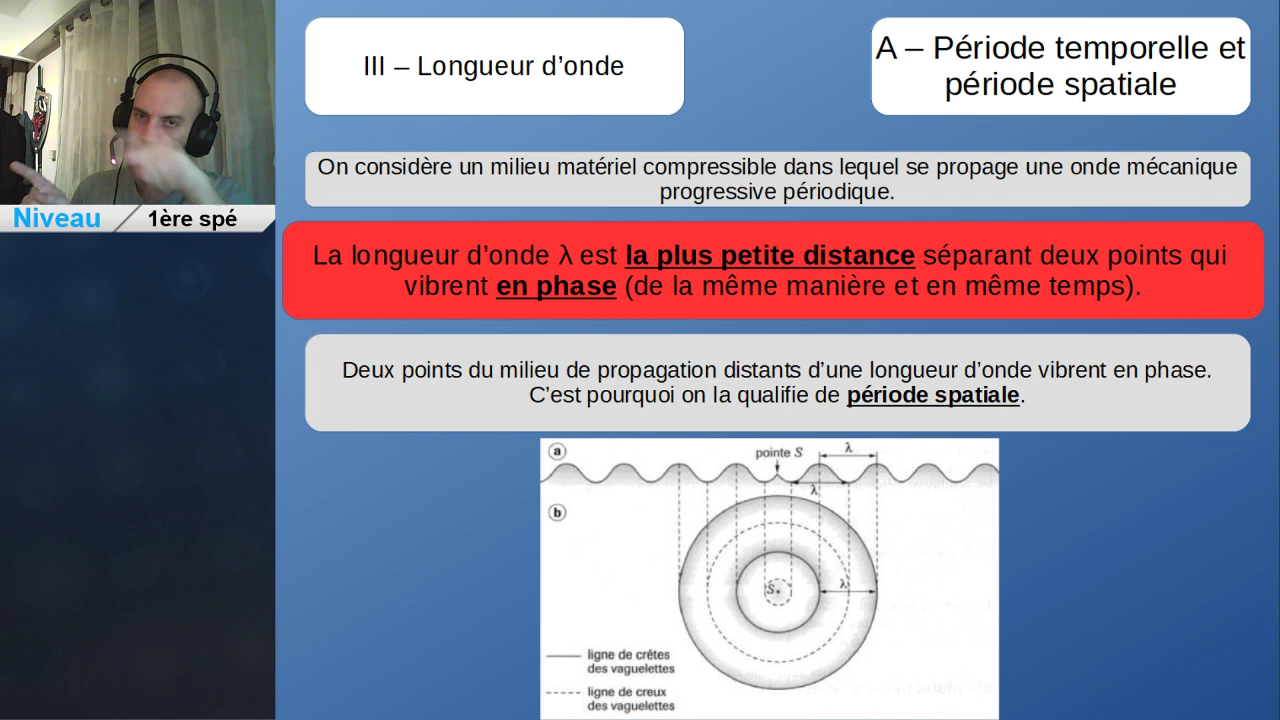 III – Longueur d’onde
A – Période temporelle et
période spatiale
On considère un milieu matériel compressible dans lequel se propage une onde mécanique
progressive périodique.
Niveau
1ère spé
La longueur d’onde λ est la plus petite distance séparant deux points qui
vibrent en phase (de la même manière et en même temps).
Deux points du milieu de propagation distants d’une longueur d’onde vibrent en phase.
C’est pourquoi on la qualifie de période spatiale.
a
pointe S
λ
λ
b
S
λ
ligne de crêtes
des vaguelettes
ligne de creux
des vaguelettes